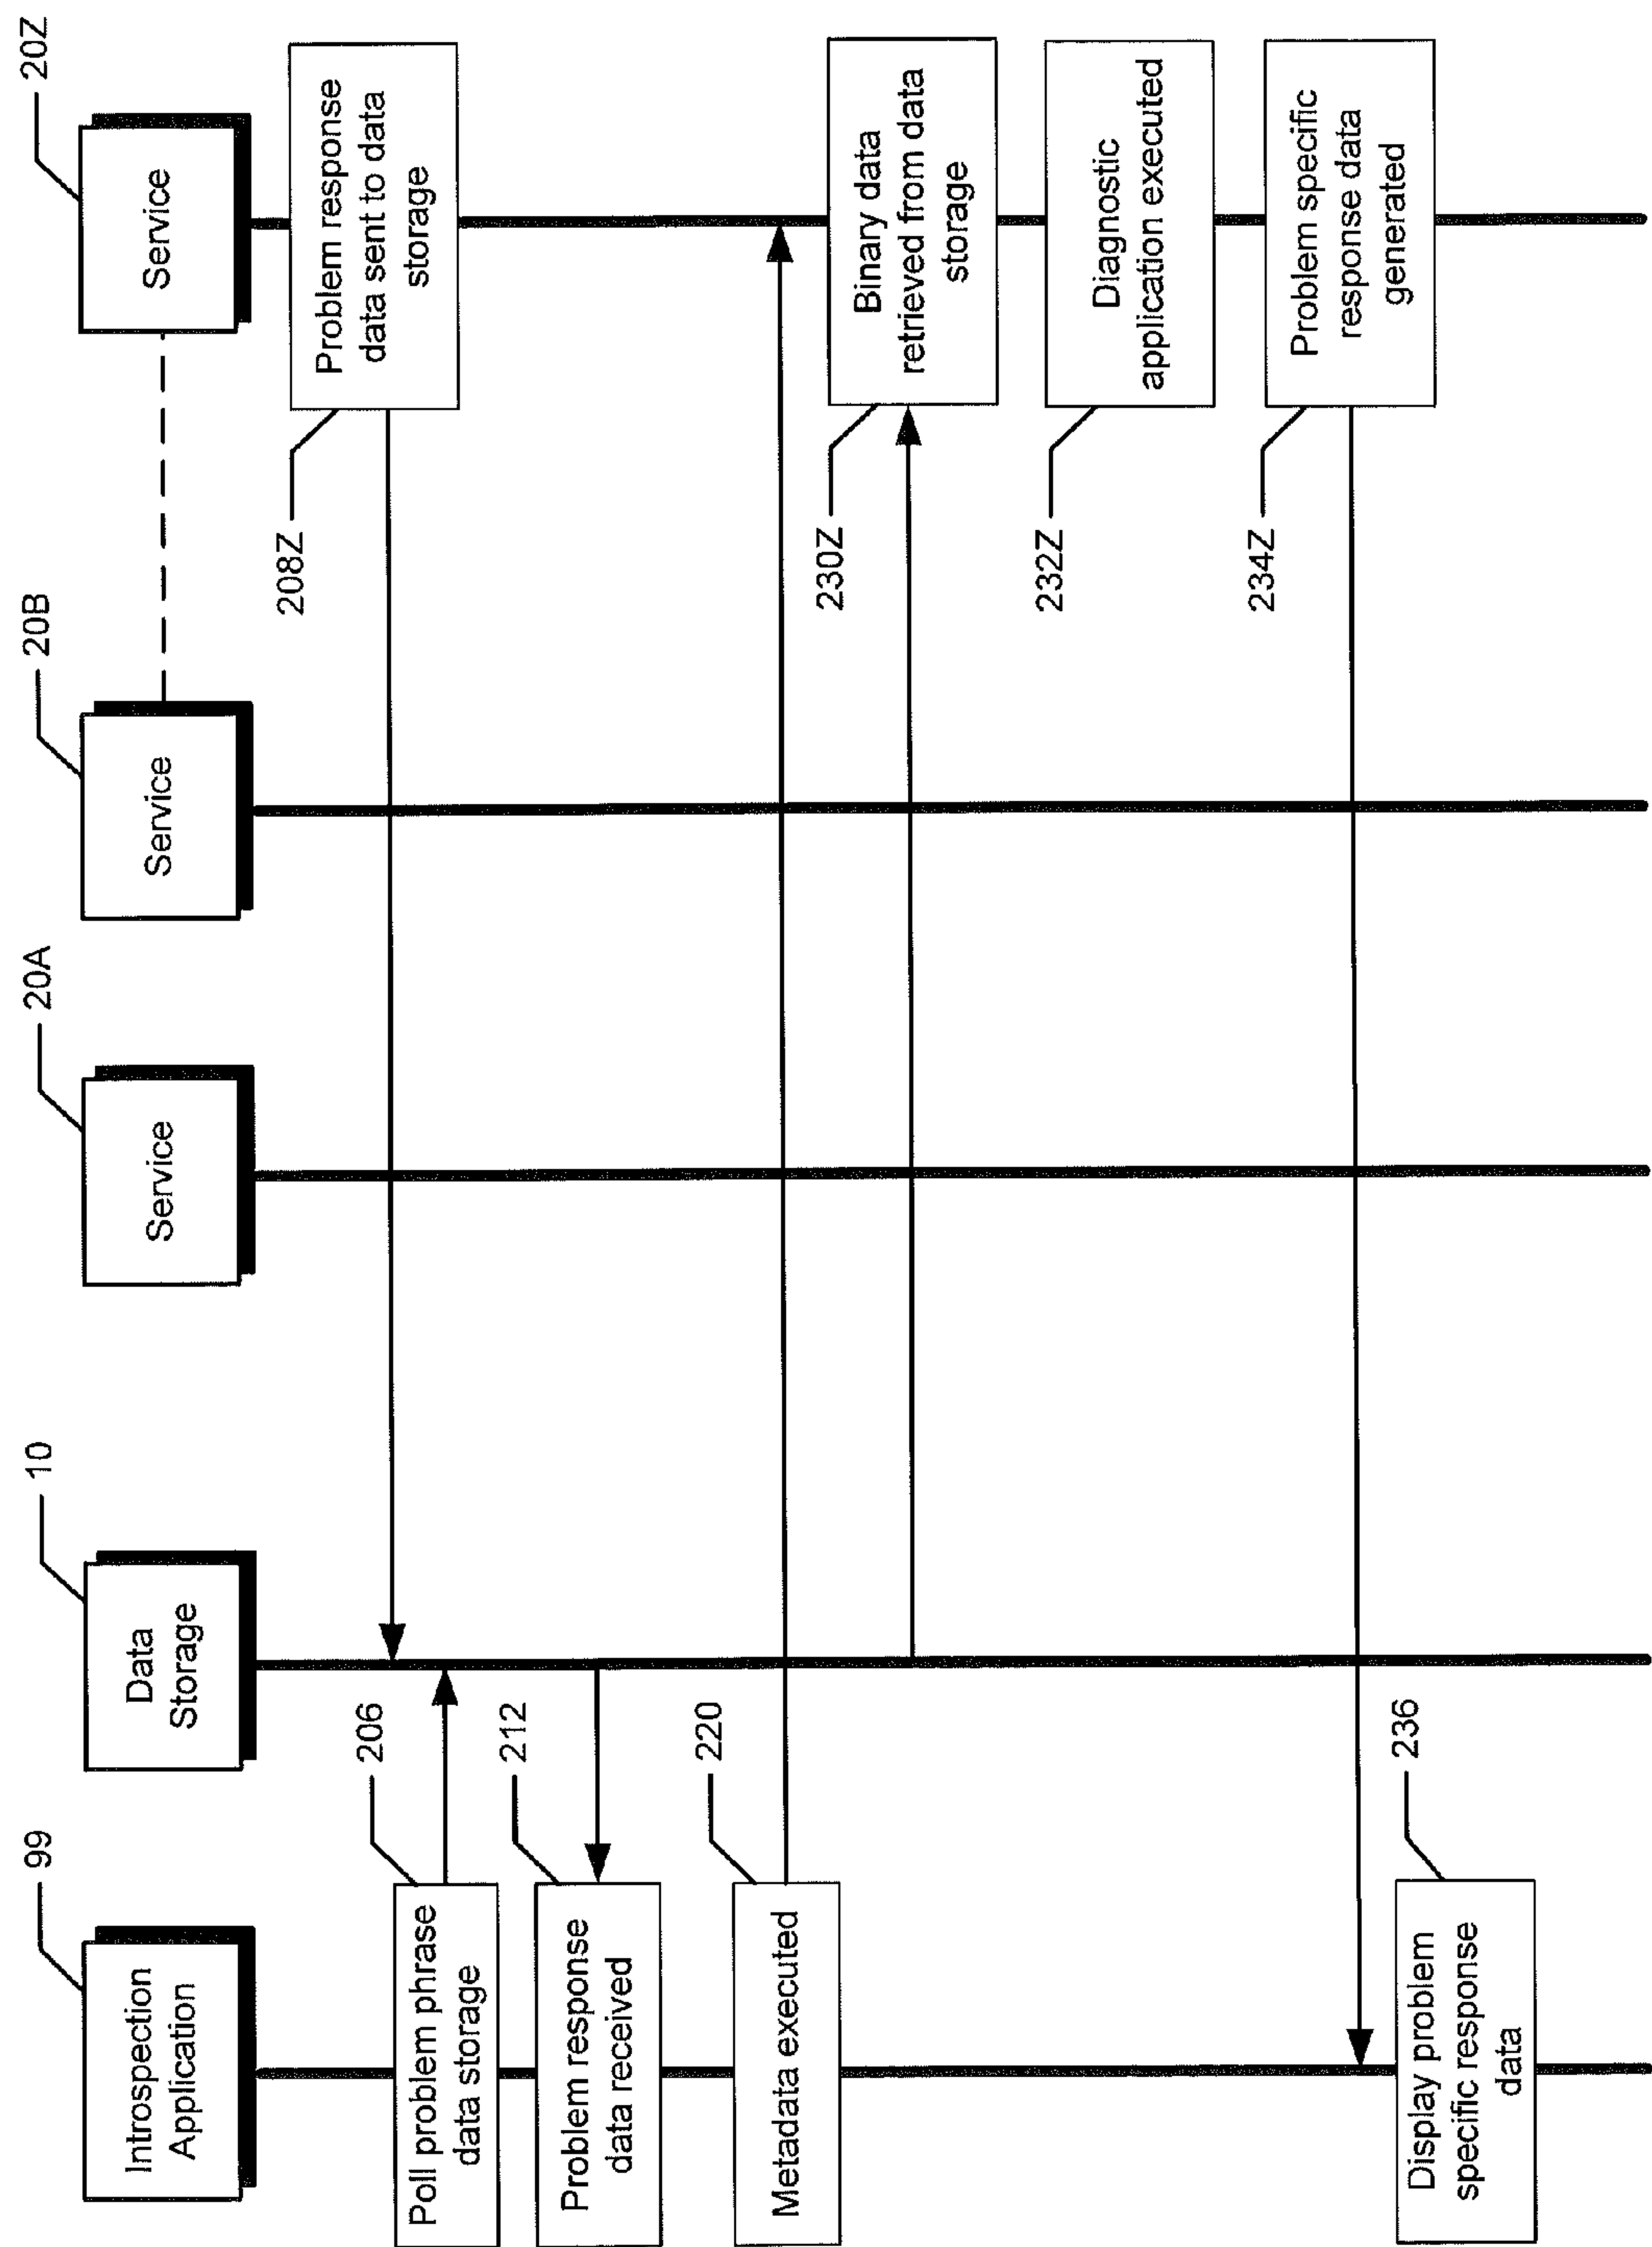 99
10
20A
20B
20Z
Introspection
Application
Data
Storage
Service
Service
Service
Problem response
data sent to data
storage
208Z
Poll problem phrase
data storage
206
Problem response
data received
212
Metadata executed
220
Binary data
retrieved from data
storage
230Z
Diagnostic
application executed
232Z
Problem specific
response data
generated
234Z
Display problem
specific response
data
236